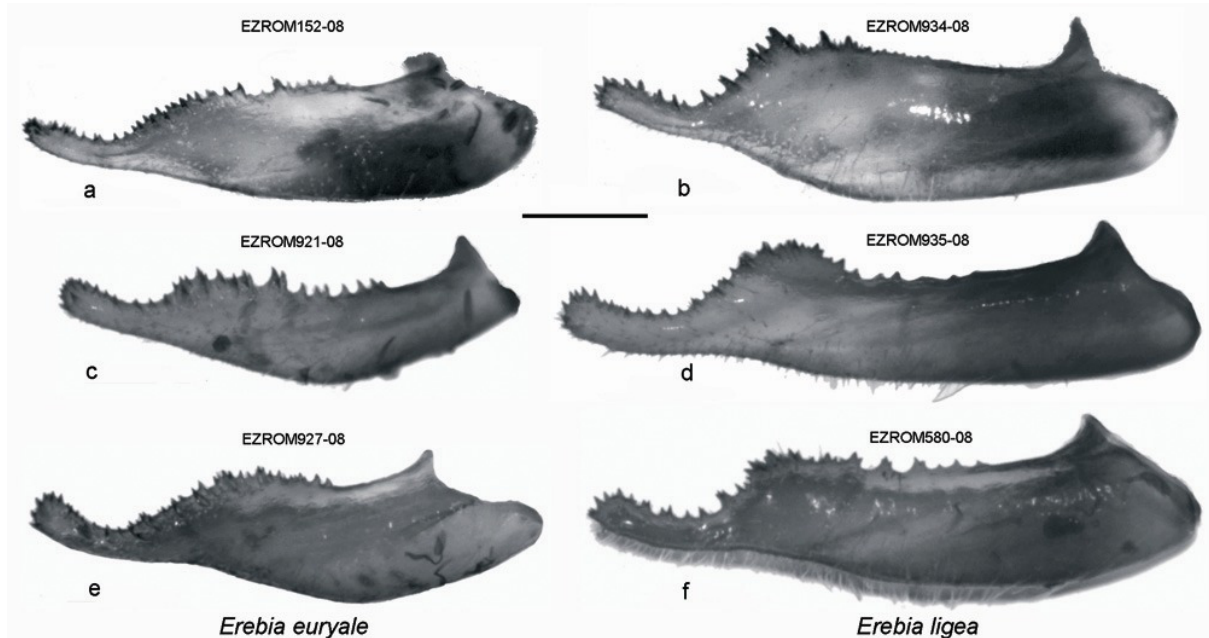 EZROM152-08
EZROM934-08
a
b
EZROM921-08
EZROM935-08
c
d
EZROM927-08
EZROM580-08
e
f
Erebia euryale
Erebia ligea